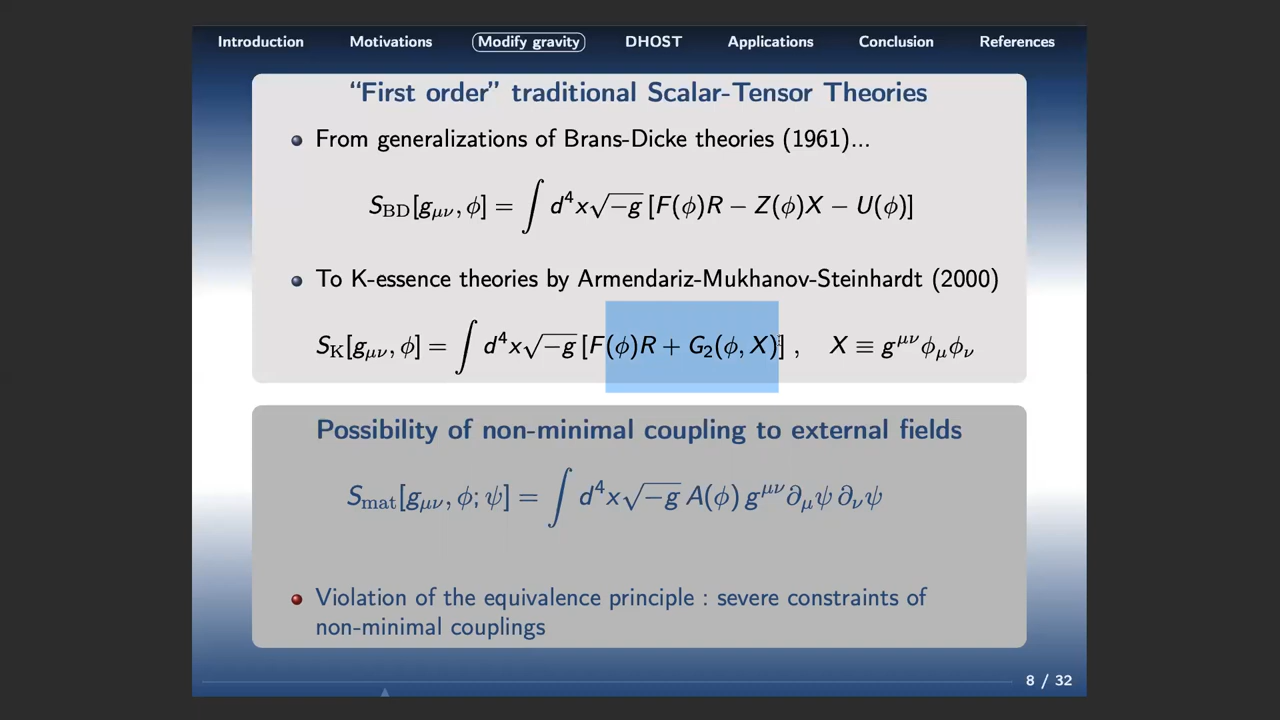 Introduction Motivations Modify gravity DHOST Applications Conclusion References
“First order” traditional Scalar-Tensor Theories
From generalizations of Brans-Dicke theories (1961)...
S_BD[g_μν, ϕ] = ∫ d⁴x√−g [F(ϕ)R − Z(ϕ)X − U(ϕ)]
To K-essence theories by Armendariz-Mukhanov-Steinhardt (2000)
S_K[g_μν, ϕ] = ∫ d⁴x√−g [F(ϕ)R + G₂(ϕ, X)] , X ≡ g^μν ϕ_μ ϕ_ν
Possibility of non-minimal coupling to external fields
S_mat[g_μν, ϕ; ψ] = ∫ d⁴x√−g A(ϕ) g^μν ∂_μψ ∂_νψ
Violation of the equivalence principle : severe constraints of
non-minimal couplings
8 / 32